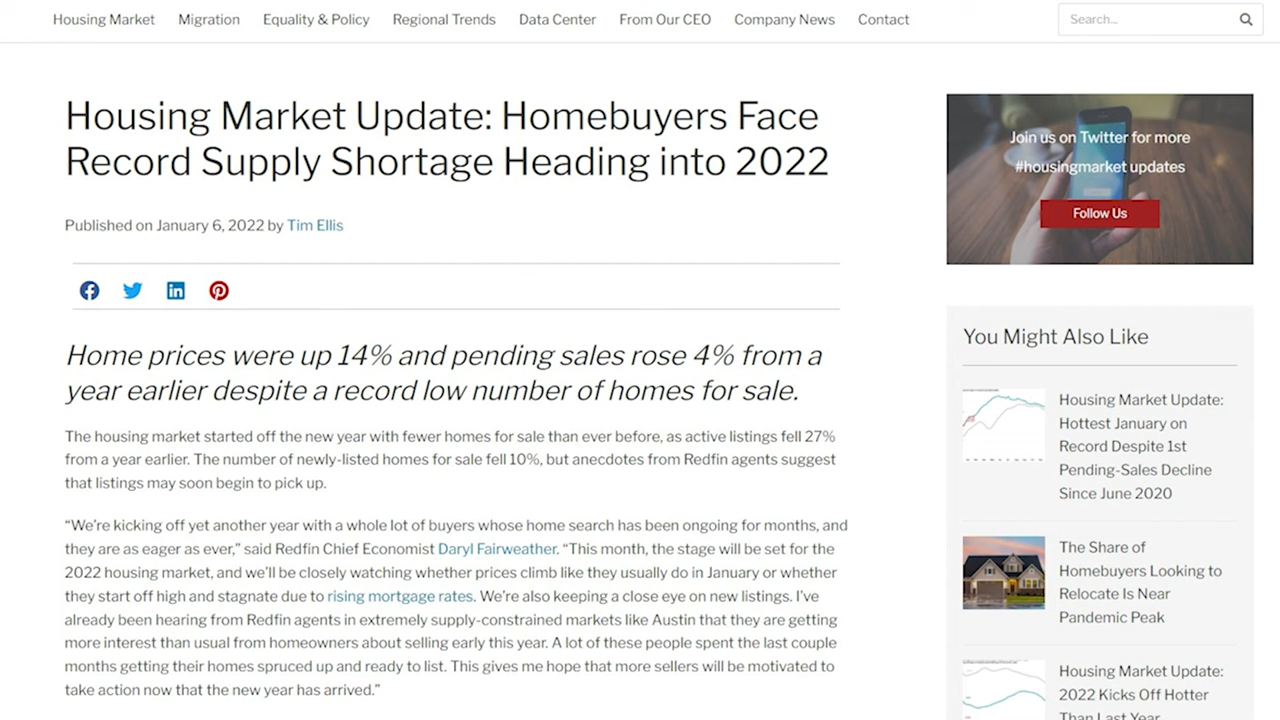 Housing Market Migration Equality & Policy Regional Trends Data Center From Our CEO Company News Contact Search...
Housing Market Update: Homebuyers Face
Record Supply Shortage Heading into 2022
Published on January 6, 2022 by Tim Ellis
Home prices were up 14% and pending sales rose 4% from a
year earlier despite a record low number of homes for sale.
The housing market started off the new year with fewer homes for sale than ever before, as active listings fell 27%
from a year earlier. The number of newly-listed homes for sale fell 10%, but anecdotes from Redfin agents suggest
that listings may soon begin to pick up.
“We’re kicking off yet another year with a whole lot of buyers whose home search has been ongoing for months, and
they are as eager as ever,” said Redfin Chief Economist Daryl Fairweather. “This month, the stage will be set for the
2022 housing market, and we’ll be closely watching whether prices climb like they usually do in January or whether
they start off high and stagnate due to rising mortgage rates. We’re also keeping a close eye on new listings. I’ve
already been hearing from Redfin agents in extremely supply-constrained markets like Austin that they are getting
more interest than usual from homeowners about selling early this year. A lot of these people spent the last couple
months getting their homes spruced up and ready to list. This gives me hope that more sellers will be motivated to
take action now that the new year has arrived.”
Join us on Twitter for more
#housingmarket updates
Follow Us
You Might Also Like
Housing Market Update:
Hottest January on
Record Despite 1st
Pending-Sales Decline
Since June 2020
The Share of
Homebuyers Looking to
Relocate Is Near
Pandemic Peak
Housing Market Update:
2022 Kicks Off Hotter
Than Last Year